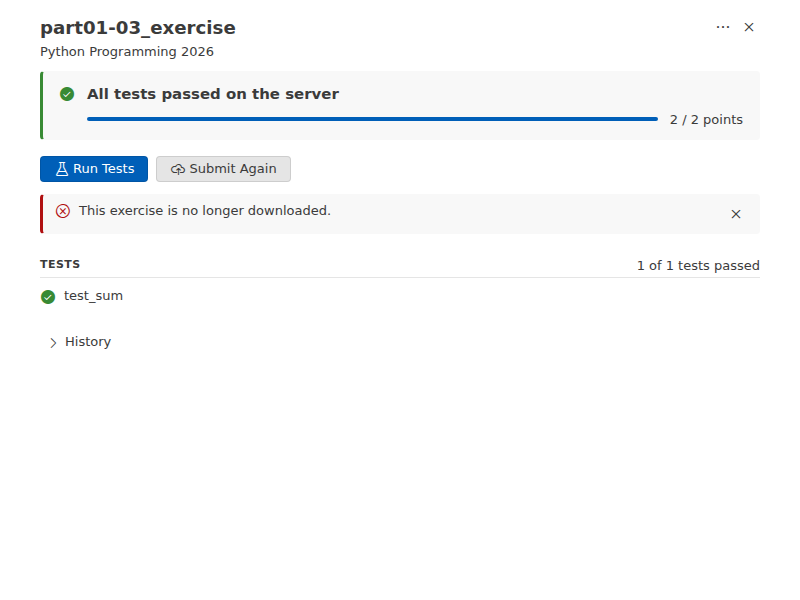 part01-03_exercise
Python Programming 2026
All tests passed on the server
2 / 2 points
Run Tests
Submit Again
This exercise is no longer downloaded.
TESTS
1 of 1 tests passed
test_sum
History